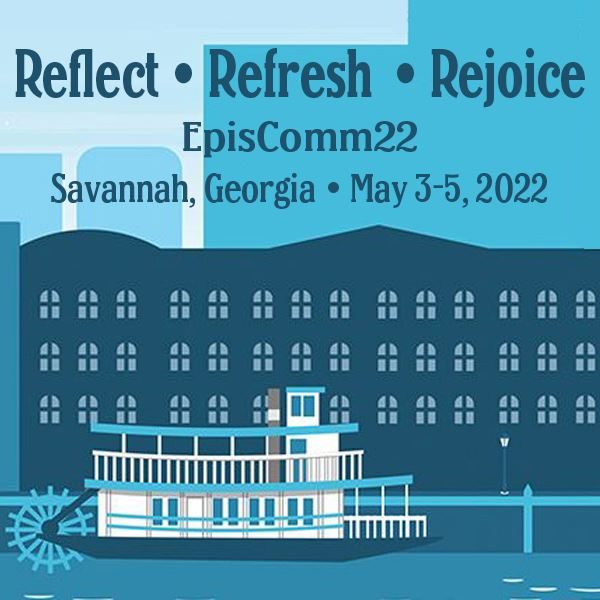 Reflect • Refresh • Rejoice
EpisComm22
Savannah, Georgia • May 3-5, 2022